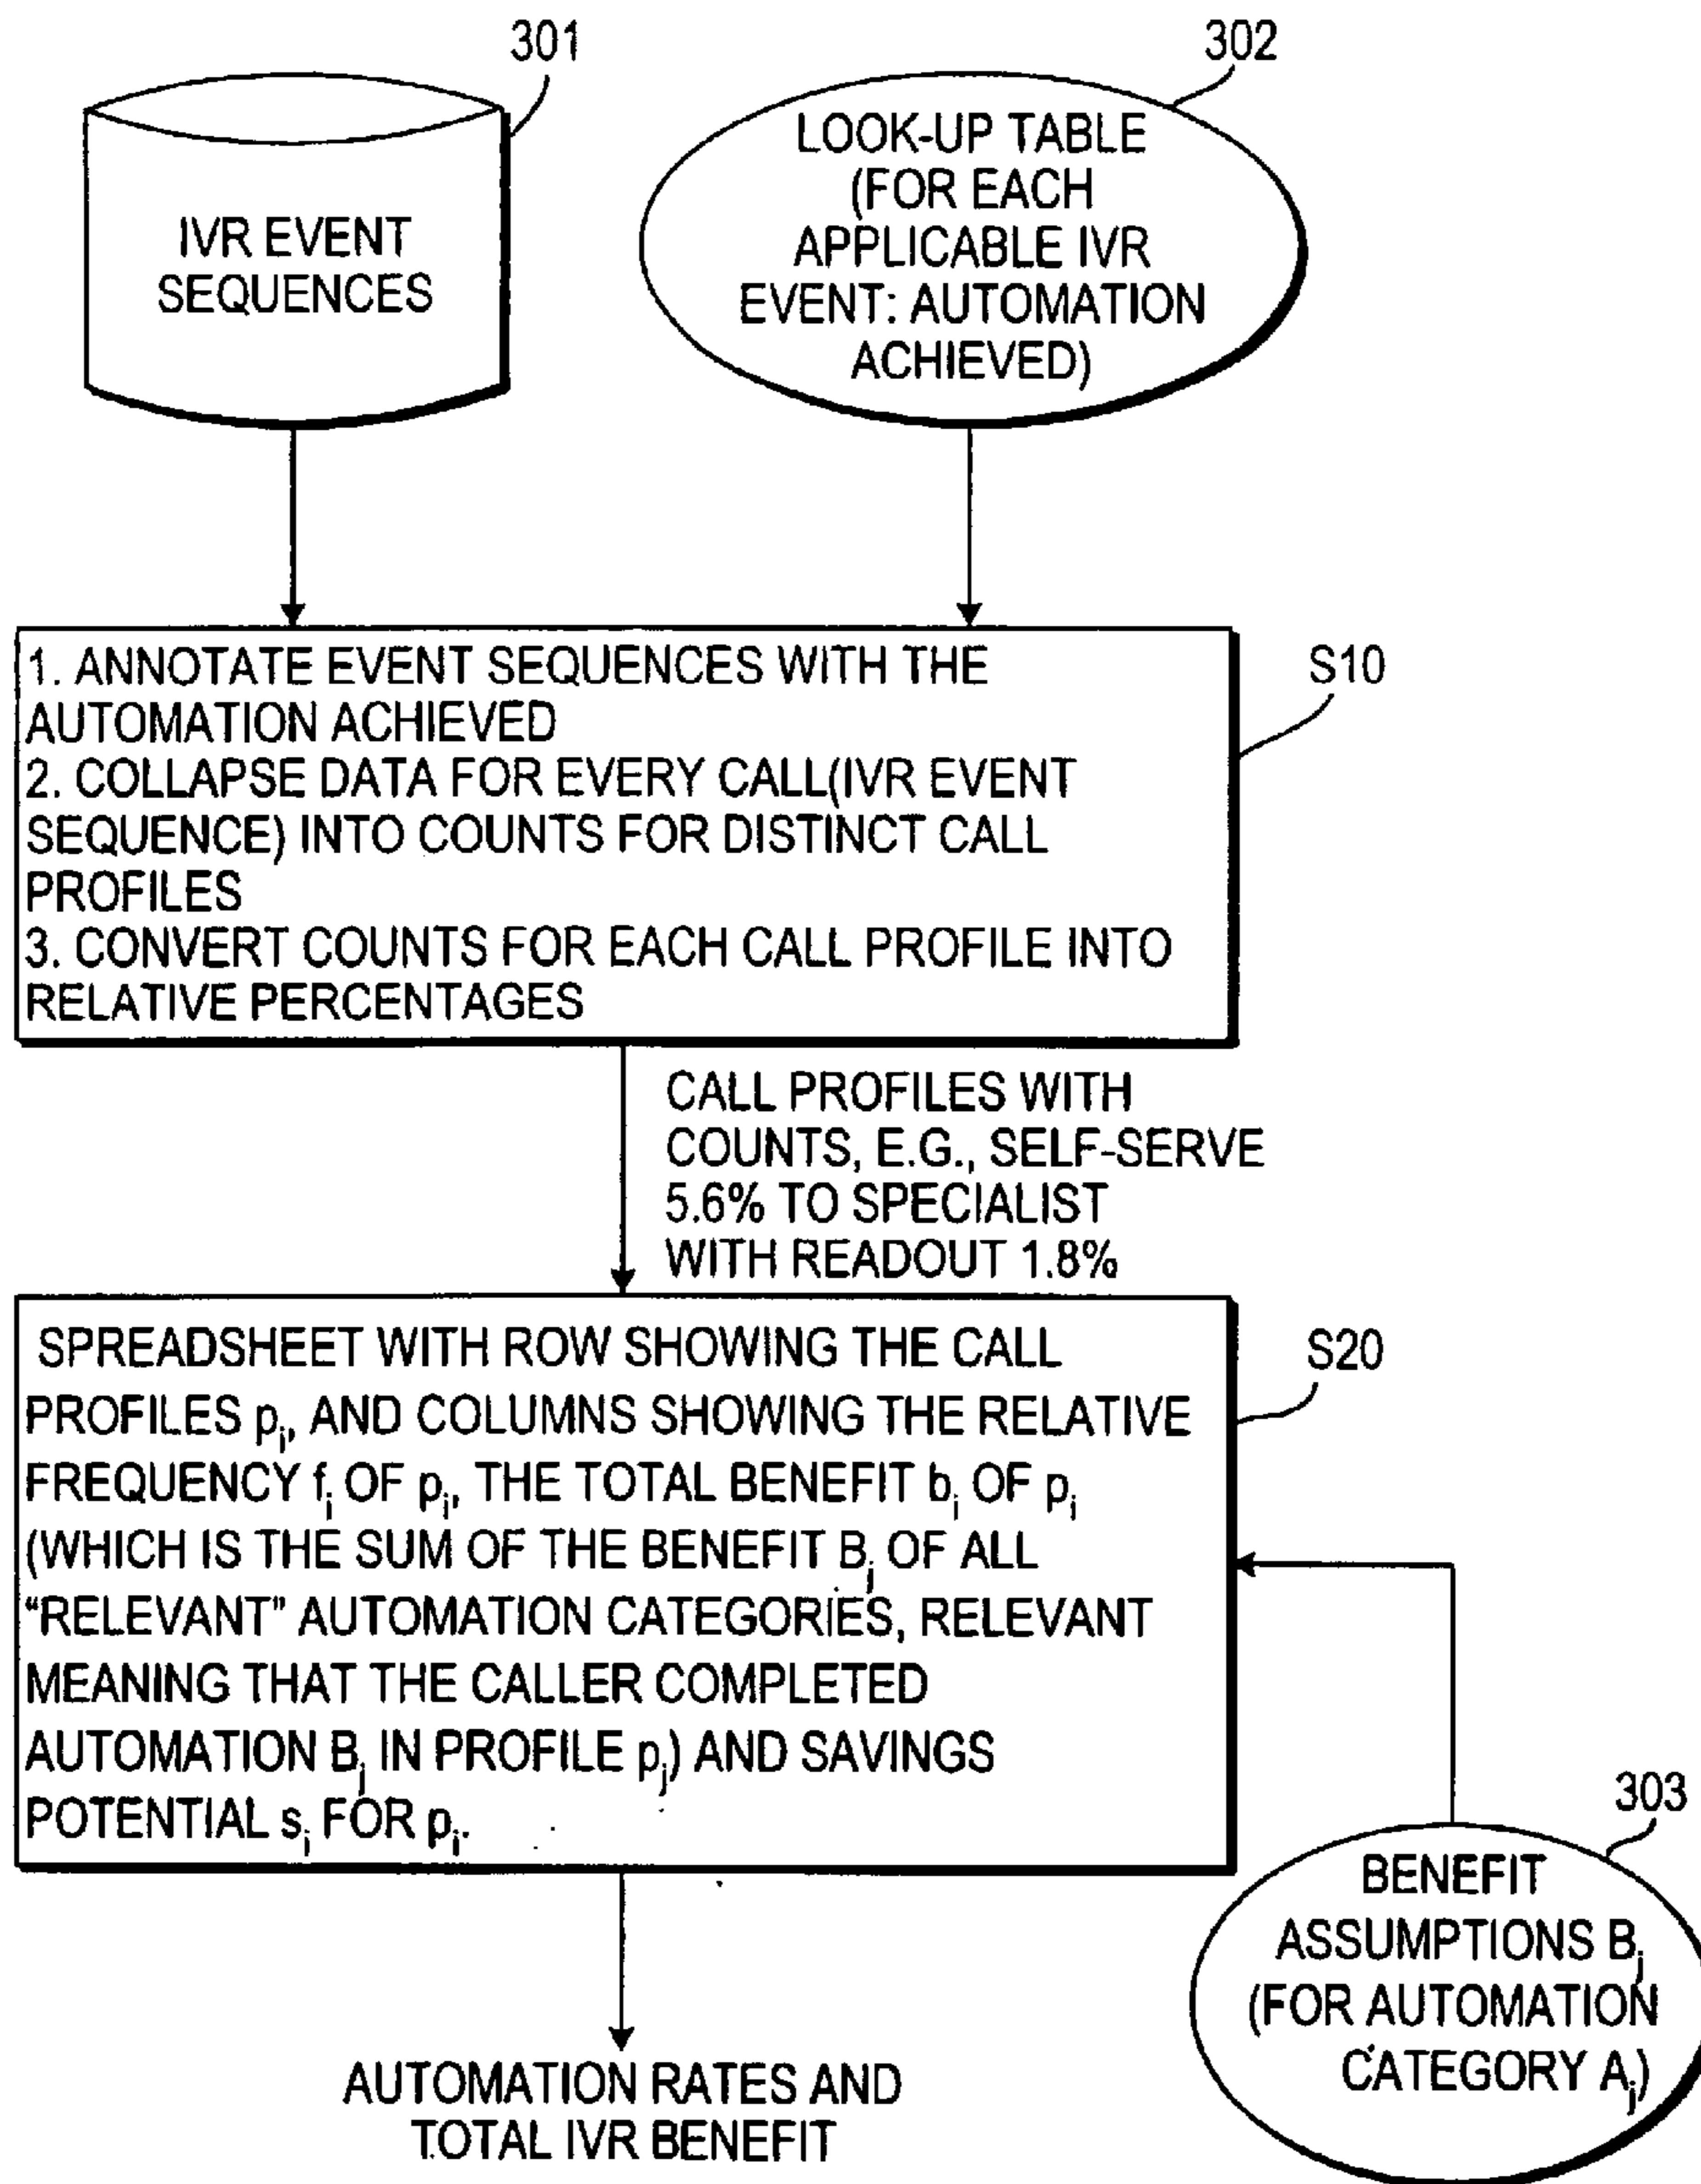 301
302
IVR EVENT
SEQUENCES
LOOK-UP TABLE
(FOR EACH
APPLICABLE IVR
EVENT: AUTOMATION
ACHIEVED)
1. ANNOTATE EVENT SEQUENCES WITH THE
AUTOMATION ACHIEVED
2. COLLAPSE DATA FOR EVERY CALL(IVR EVENT
SEQUENCE) INTO COUNTS FOR DISTINCT CALL
PROFILES
3. CONVERT COUNTS FOR EACH CALL PROFILE INTO
RELATIVE PERCENTAGES
S10
CALL PROFILES WITH
COUNTS, E.G., SELF-SERVE
5.6% TO SPECIALIST
WITH READOUT 1.8%
SPREADSHEET WITH ROW SHOWING THE CALL
PROFILES pᵢ, AND COLUMNS SHOWING THE RELATIVE
FREQUENCY fᵢ OF pᵢ, THE TOTAL BENEFIT bᵢ OF pᵢ
(WHICH IS THE SUM OF THE BENEFIT Bⱼ OF ALL
“RELEVANT” AUTOMATION CATEGORIES, RELEVANT
MEANING THAT THE CALLER COMPLETED
AUTOMATION Bⱼ IN PROFILE pⱼ) AND SAVINGS
POTENTIAL sᵢ FOR pᵢ.
S20
303
BENEFIT
ASSUMPTIONS Bⱼ
(FOR AUTOMATION
CATEGORY Aⱼ)
AUTOMATION RATES AND
TOTAL IVR BENEFIT